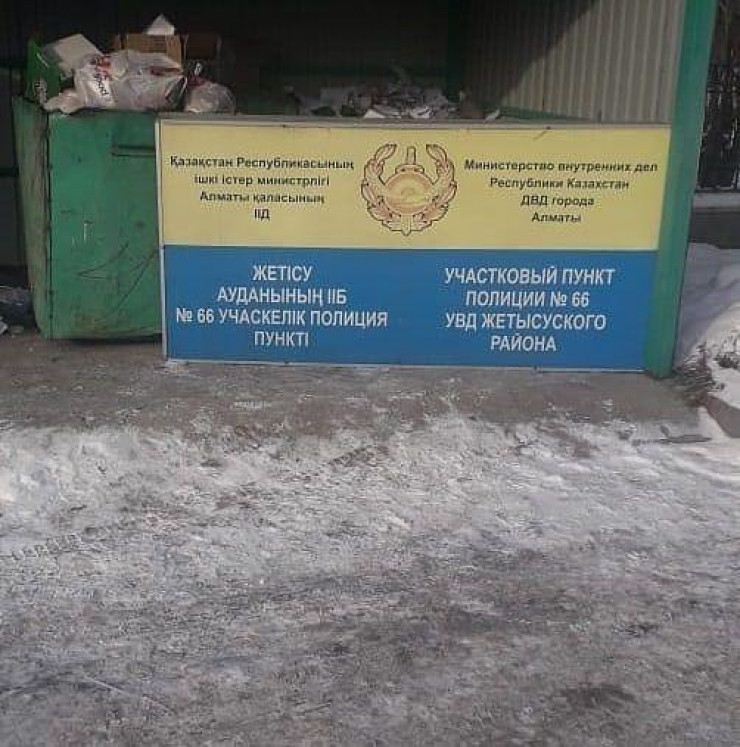 Қазақстан Республикасының
ішкі істер министрлігі
Алматы қаласының
ІІД
Министерство внутренних дел
Республики Казахстан
ДВД города
Алматы
ЖЕТІСУ
АУДАНЫНЫҢ ІІБ
№ 66 УЧАСКЕЛІК ПОЛИЦИЯ
ПУНКТІ
УЧАСТКОВЫЙ ПУНКТ
ПОЛИЦИИ № 66
УВД ЖЕТЫСУСКОГО
РАЙОНА